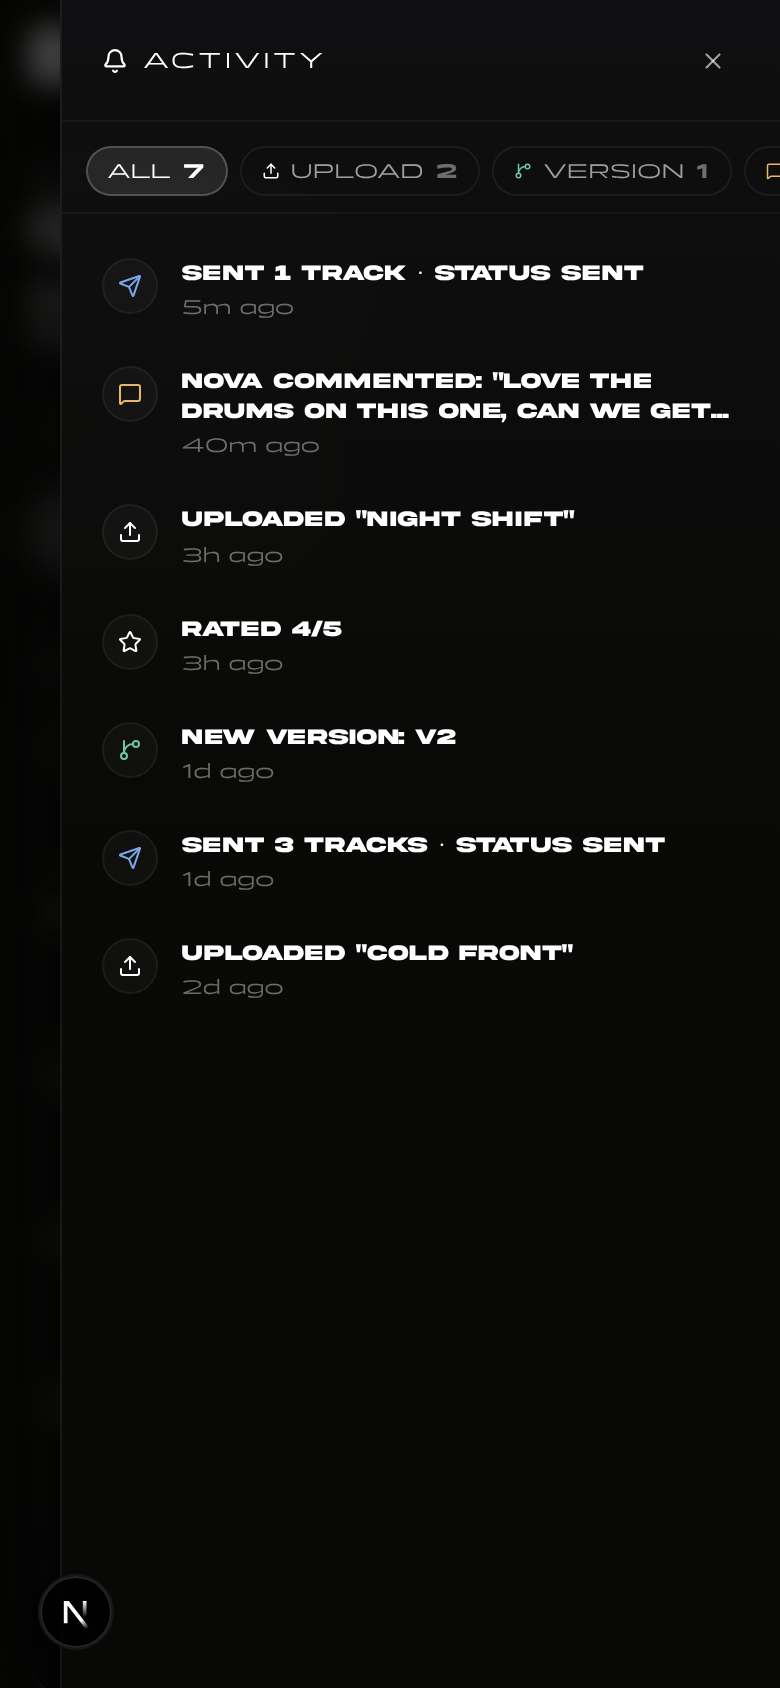 ACTIVITY
ALL 7
UPLOAD 2
VERSION 1
SENT 1 TRACK · STATUS SENT
5m ago
NOVA COMMENTED: "LOVE THE
DRUMS ON THIS ONE, CAN WE GET...
40m ago
UPLOADED "NIGHT SHIFT"
3h ago
RATED 4/5
3h ago
NEW VERSION: V2
1d ago
SENT 3 TRACKS · STATUS SENT
1d ago
UPLOADED "COLD FRONT"
2d ago
N